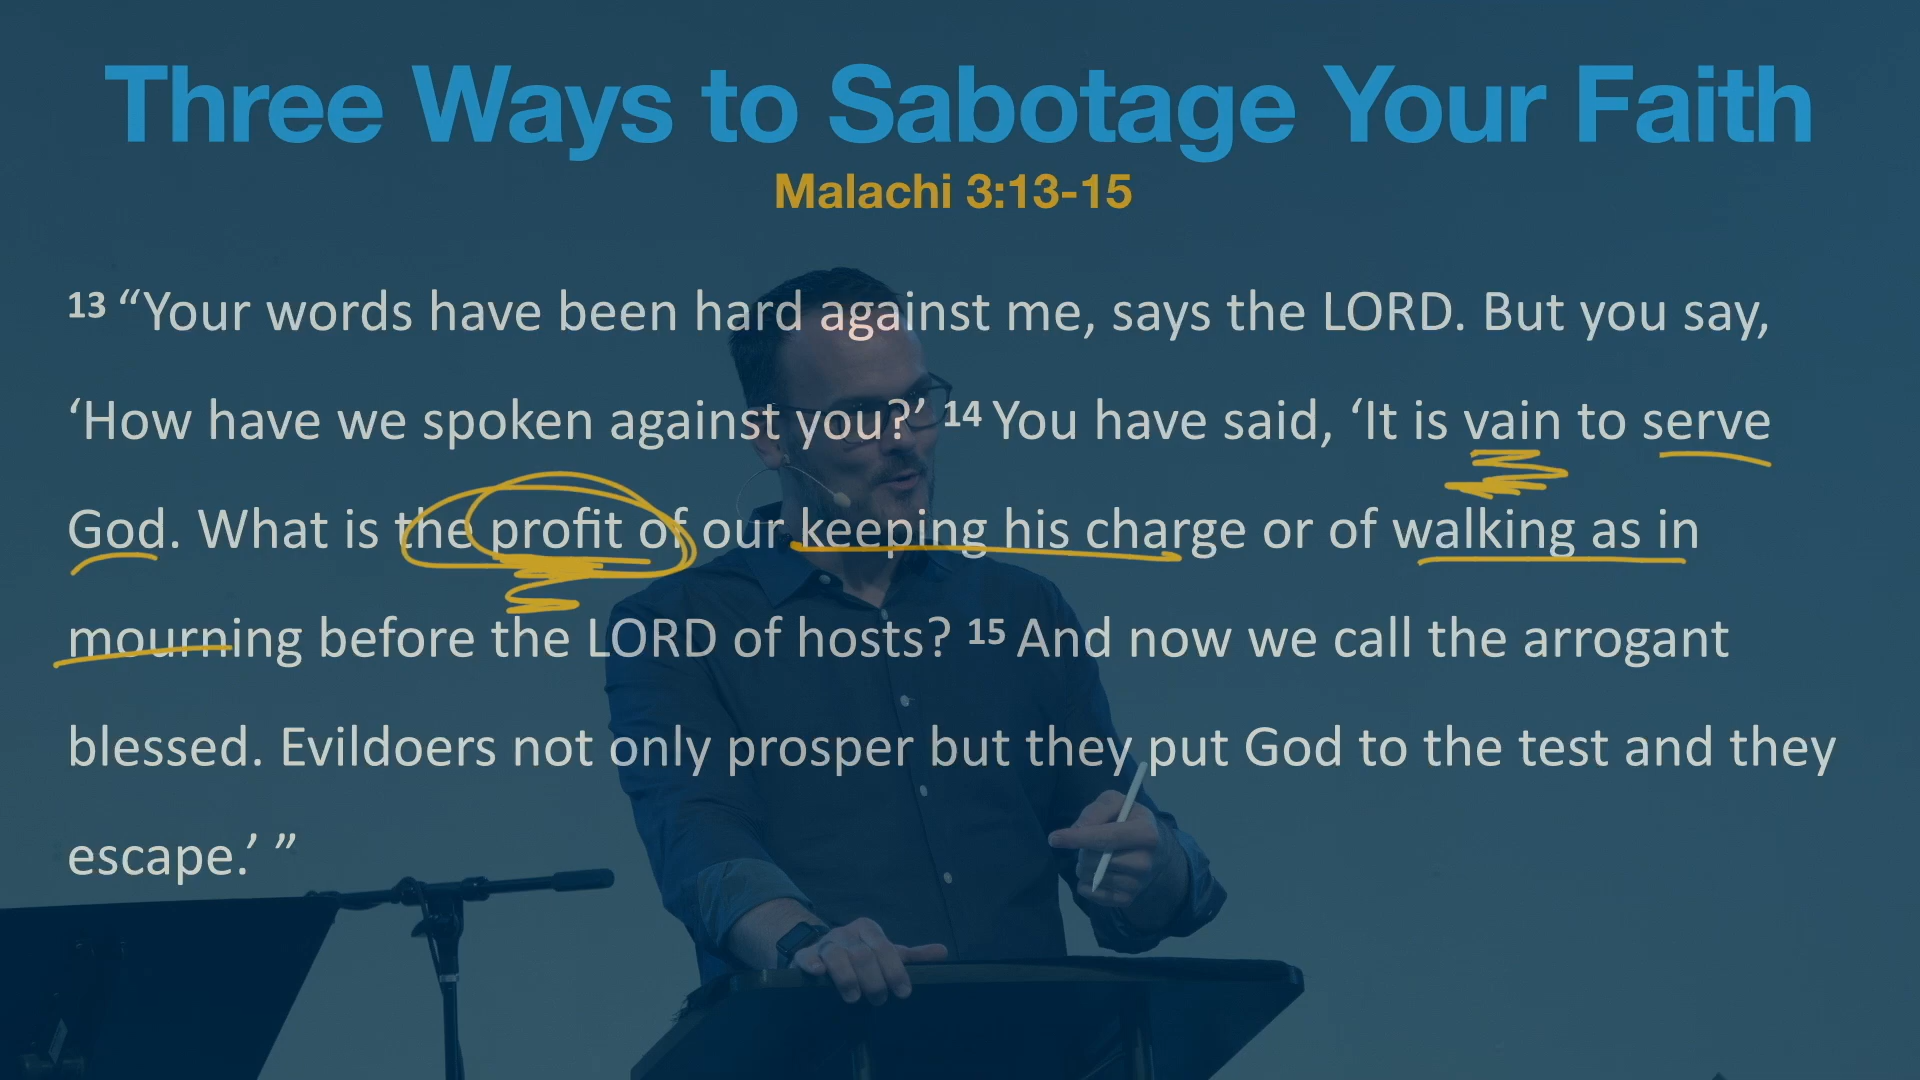 Three Ways to Sabotage Your Faith
Malachi 3:13-15
13 “Your words have been hard against me, says the LORD. But you say,
‘How have we spoken against you?’ 14 You have said, ‘It is vain to serve
God. What is the profit of our keeping his charge or of walking as in
mourning before the LORD of hosts? 15 And now we call the arrogant
blessed. Evildoers not only prosper but they put God to the test and they
escape.’ ”